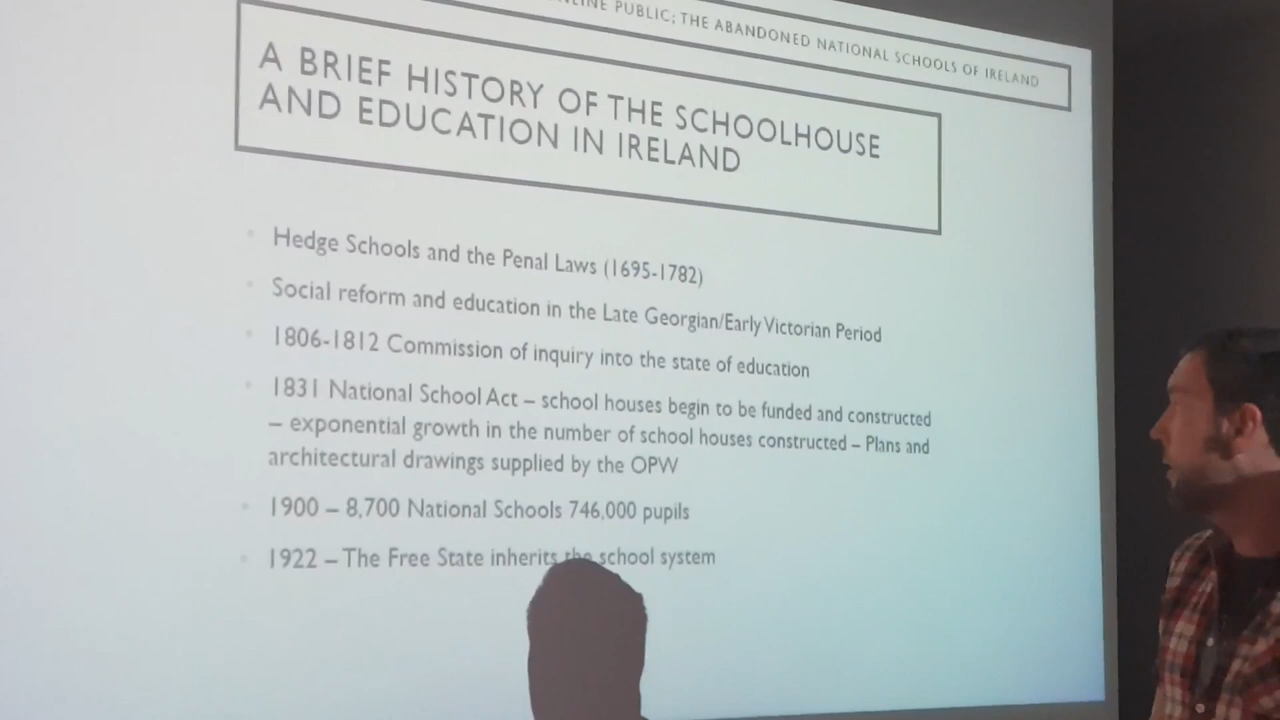 PUBLIC; THE ABANDONED NATIONAL SCHOOLS OF IRELAND
A BRIEF HISTORY OF THE SCHOOLHOUSE
AND EDUCATION IN IRELAND
Hedge Schools and the Penal Laws (1695-1782)
Social reform and education in the Late Georgian/Early Victorian Period
1806-1812 Commission of inquiry into the state of education
1831 National School Act – school houses begin to be funded and constructed
– exponential growth in the number of school houses constructed – Plans and
architectural drawings supplied by the OPW
1900 – 8,700 National Schools 746,000 pupils
1922 – The Free State inherits the school system